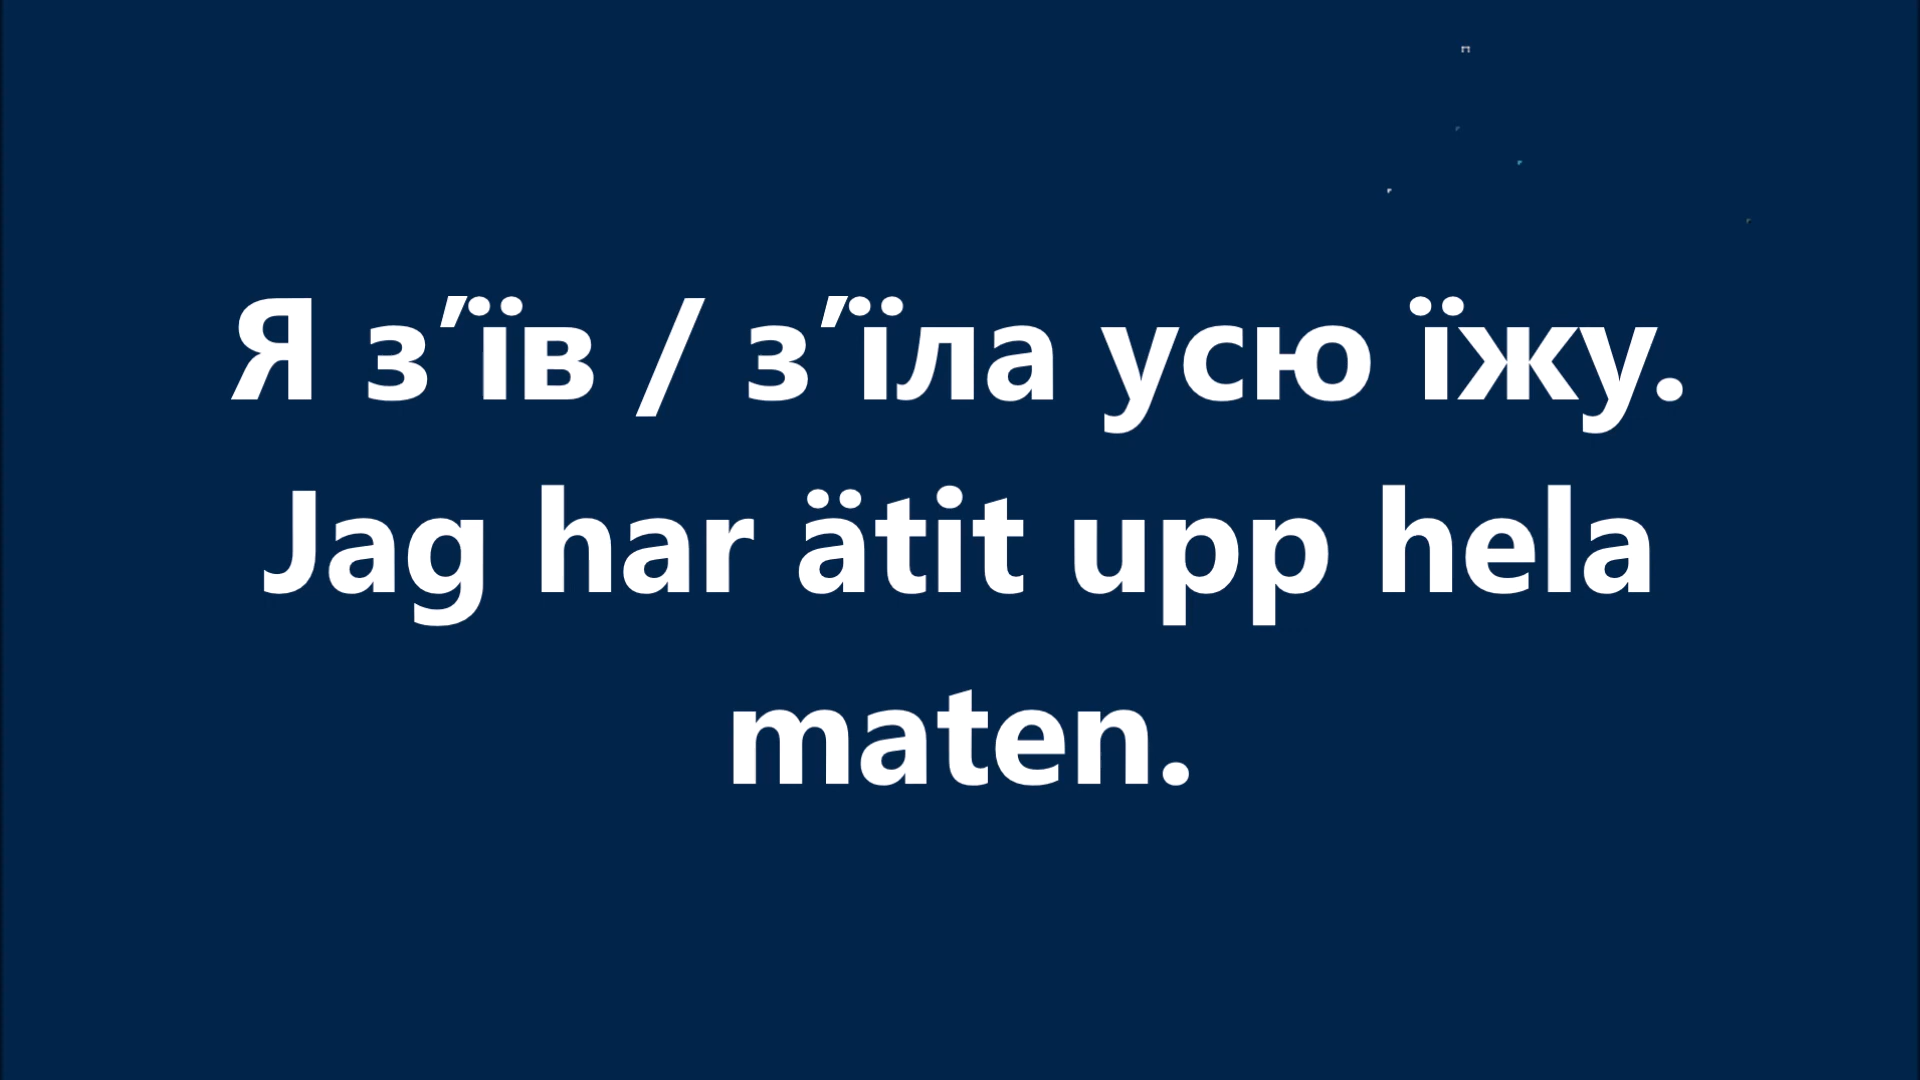 Я з’їв / з’їла усю їжу.
Jag har ätit upp hela
maten.